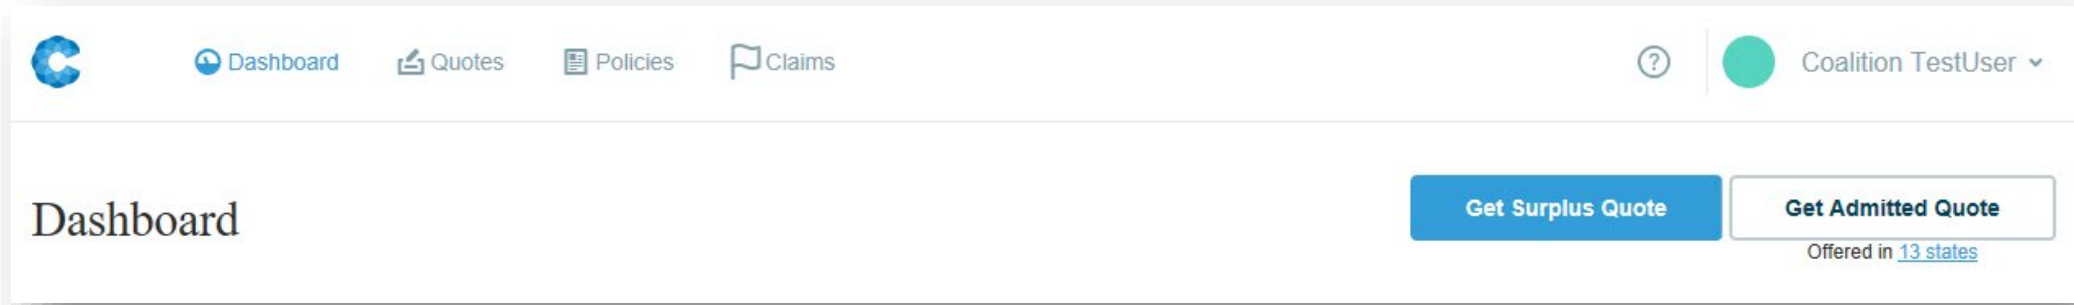 Dashboard Quotes Policies Claims ? Coalition TestUser
Dashboard
Get Surplus Quote Get Admitted Quote
Offered in 13 states